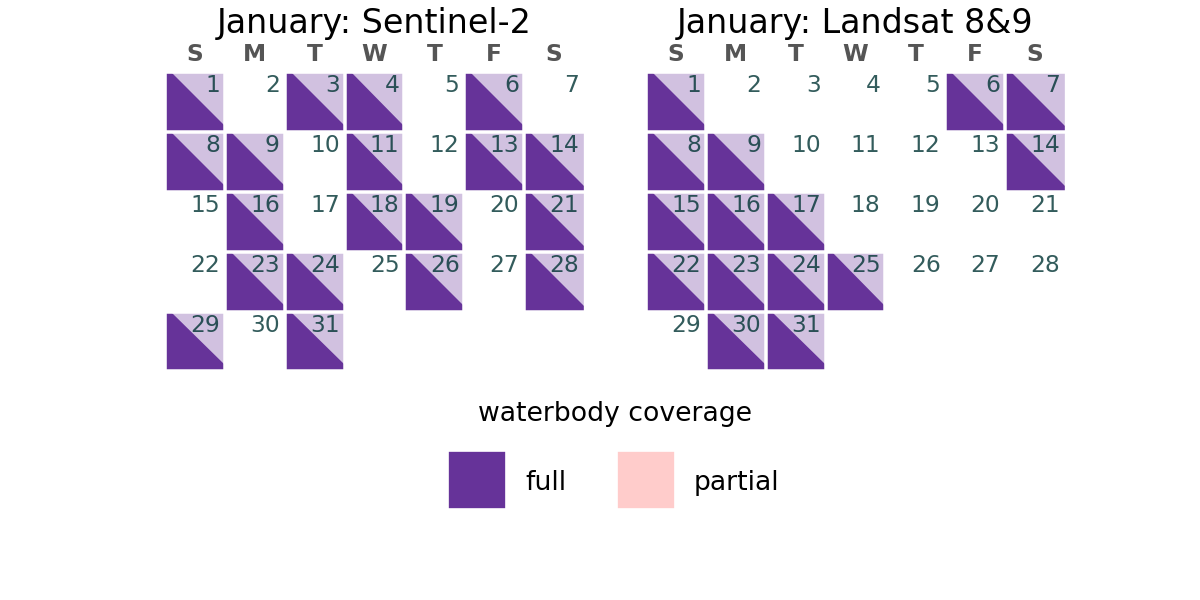 January: Sentinel-2
S M T W T F S
1 2 3 4 5 6 7
8 9 10 11 12 13 14
15 16 17 18 19 20 21
22 23 24 25 26 27 28
29 30 31
January: Landsat 8&9
S M T W T F S
1 2 3 4 5 6 7
8 9 10 11 12 13 14
15 16 17 18 19 20 21
22 23 24 25 26 27 28
29 30 31
waterbody coverage
full partial